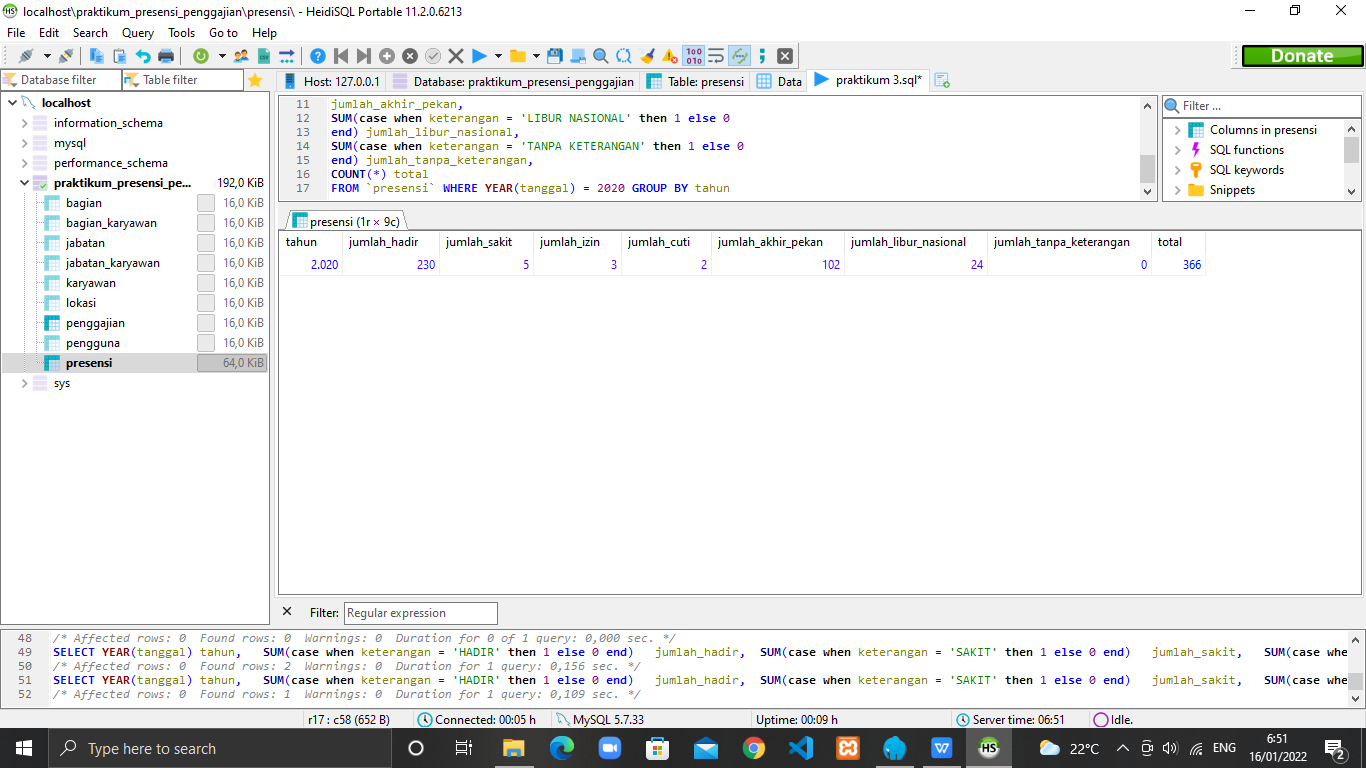 localhost\praktikum_presensi_penggajian\presensi\ - HeidiSQL Portable 11.2.0.6213
File Edit Search Query Tools Go to Help
Donate
Database filter Table filter
Host: 127.0.0.1 Database: praktikum_presensi_penggajian Table: presensi Data praktikum 3.sql*
localhost
information_schema
mysql
performance_schema
praktikum_presensi_pe... 192,0 KiB
bagian 16,0 KiB
bagian_karyawan 16,0 KiB
jabatan 16,0 KiB
jabatan_karyawan 16,0 KiB
karyawan 16,0 KiB
lokasi 16,0 KiB
penggajian 16,0 KiB
pengguna 16,0 KiB
presensi 64,0 KiB
sys
11 jumlah_akhir_pekan,
12 SUM(case when keterangan = 'LIBUR NASIONAL' then 1 else 0
13 end) jumlah_libur_nasional,
14 SUM(case when keterangan = 'TANPA KETERANGAN' then 1 else 0
15 end) jumlah_tanpa_keterangan,
16 COUNT(*) total
17 FROM `presensi` WHERE YEAR(tanggal) = 2020 GROUP BY tahun
Filter ...
Columns in presensi
SQL functions
SQL keywords
Snippets
presensi (1r × 9c)
tahun jumlah_hadir jumlah_sakit jumlah_izin jumlah_cuti jumlah_akhir_pekan jumlah_libur_nasional jumlah_tanpa_keterangan total
2.020 230 5 3 2 102 24 0 366
Filter: Regular expression
48 /* Affected rows: 0 Found rows: 0 Warnings: 0 Duration for 0 of 1 query: 0,000 sec. */
49 SELECT YEAR(tanggal) tahun, SUM(case when keterangan = 'HADIR' then 1 else 0 end) jumlah_hadir, SUM(case when keterangan = 'SAKIT' then 1 else 0 end) jumlah_sakit, SUM(case whe
50 /* Affected rows: 0 Found rows: 2 Warnings: 0 Duration for 1 query: 0,156 sec. */
51 SELECT YEAR(tanggal) tahun, SUM(case when keterangan = 'HADIR' then 1 else 0 end) jumlah_hadir, SUM(case when keterangan = 'SAKIT' then 1 else 0 end) jumlah_sakit, SUM(case whe
52 /* Affected rows: 0 Found rows: 1 Warnings: 0 Duration for 1 query: 0,109 sec. */
r17 : c58 (652 B) Connected: 00:05 h MySQL 5.7.33 Uptime: 00:09 h Server time: 06:51 Idle.
Type here to search
22°C ENG
6:51
16/01/2022
2